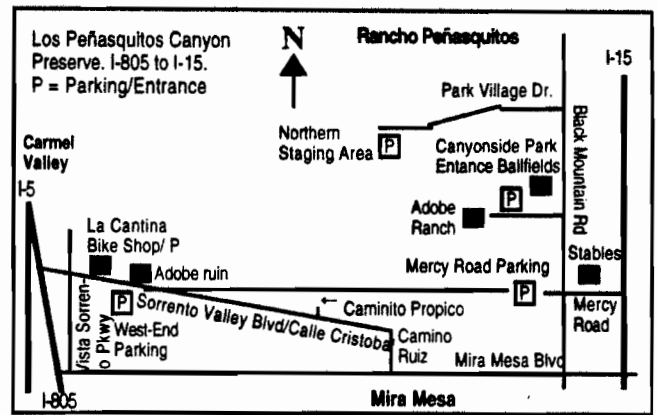 Los Peñasquitos Canyon
Preserve. I-805 to I-15.
P = Parking/Entrance
N
Rancho Peñasquitos
I-15
Park Village Dr.
Northern
Staging Area
P
Canyonside Park
Entance Ballfields
P
Black Mountain Rd
Carmel
Valley
I-5
Adobe
Ranch
La Cantina
Bike Shop/ P
Adobe ruin
Mercy Road Parking
P
Stables
Mercy
Road
Vista Sorren-
o Pkwy
P
West-End
Parking
Sorrento Valley Blvd/Calle Cristoba
← Caminito Propico
Camino
Ruiz
Mira Mesa Blvd
I-805
Mira Mesa